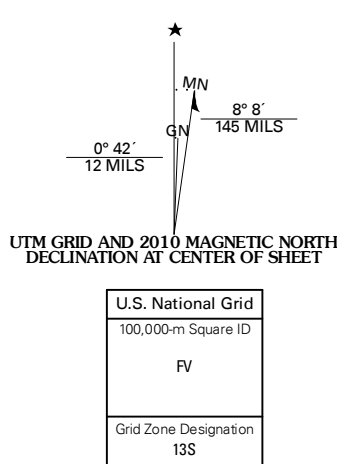 ★
MN
8° 8´
145 MILS
GN
0° 42´
12 MILS
UTM GRID AND 2010 MAGNETIC NORTH
DECLINATION AT CENTER OF SHEET
U.S. National Grid
100,000-m Square ID
FV
Grid Zone Designation
13S